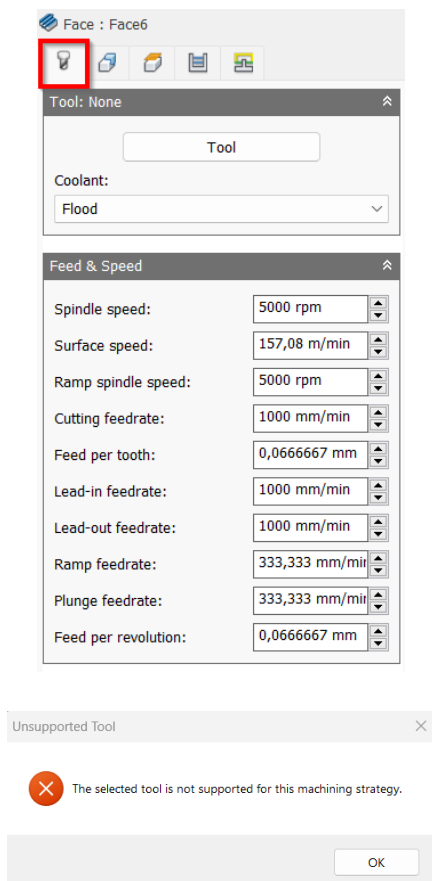 Face : Face6
Tool: None
Tool
Coolant:
Flood
Feed & Speed
Spindle speed: 5000 rpm
Surface speed: 157,08 m/min
Ramp spindle speed: 5000 rpm
Cutting feedrate: 1000 mm/min
Feed per tooth: 0,0666667 mm
Lead-in feedrate: 1000 mm/min
Lead-out feedrate: 1000 mm/min
Ramp feedrate: 333,333 mm/mir
Plunge feedrate: 333,333 mm/mir
Feed per revolution: 0,0666667 mm
Unsupported Tool
The selected tool is not supported for this machining strategy.
OK